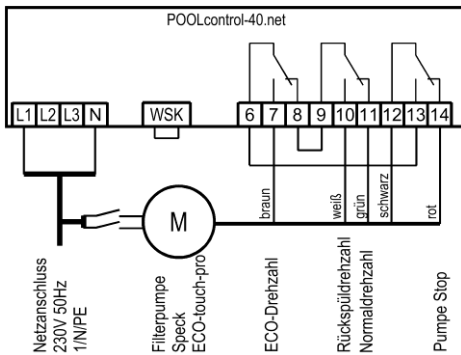 POOLcontrol-40.net
L1 L2 L3 N WSK 6 7 8 9 10 11 12 13 14
braun
weiß
grün
schwarz
rot
M
Netzanschluss
230V 50Hz
1/N/PE
Filterpumpe
Speck
ECO-touch-pro
ECO-Drehzahl
Rückspüldrehzahl
Normaldrehzahl
Pumpe Stop